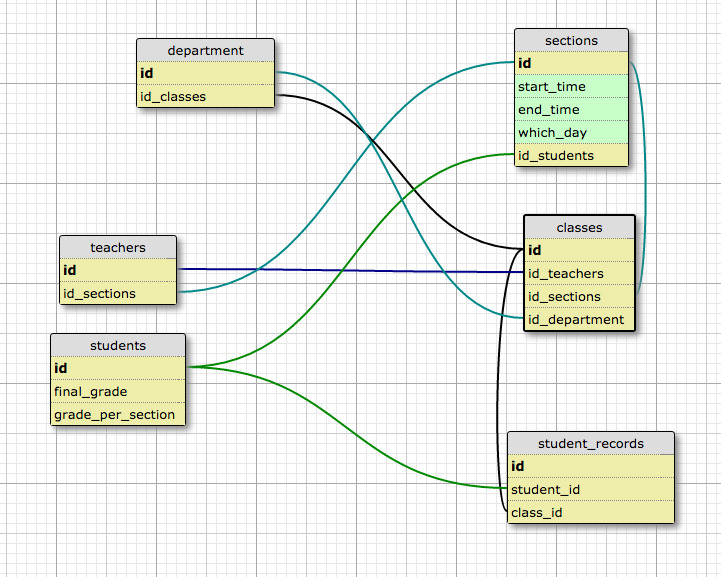 department
id
id_classes
sections
id
start_time
end_time
which_day
id_students
teachers
id
id_sections
classes
id
id_teachers
id_sections
id_department
students
id
final_grade
grade_per_section
student_records
id
student_id
class_id